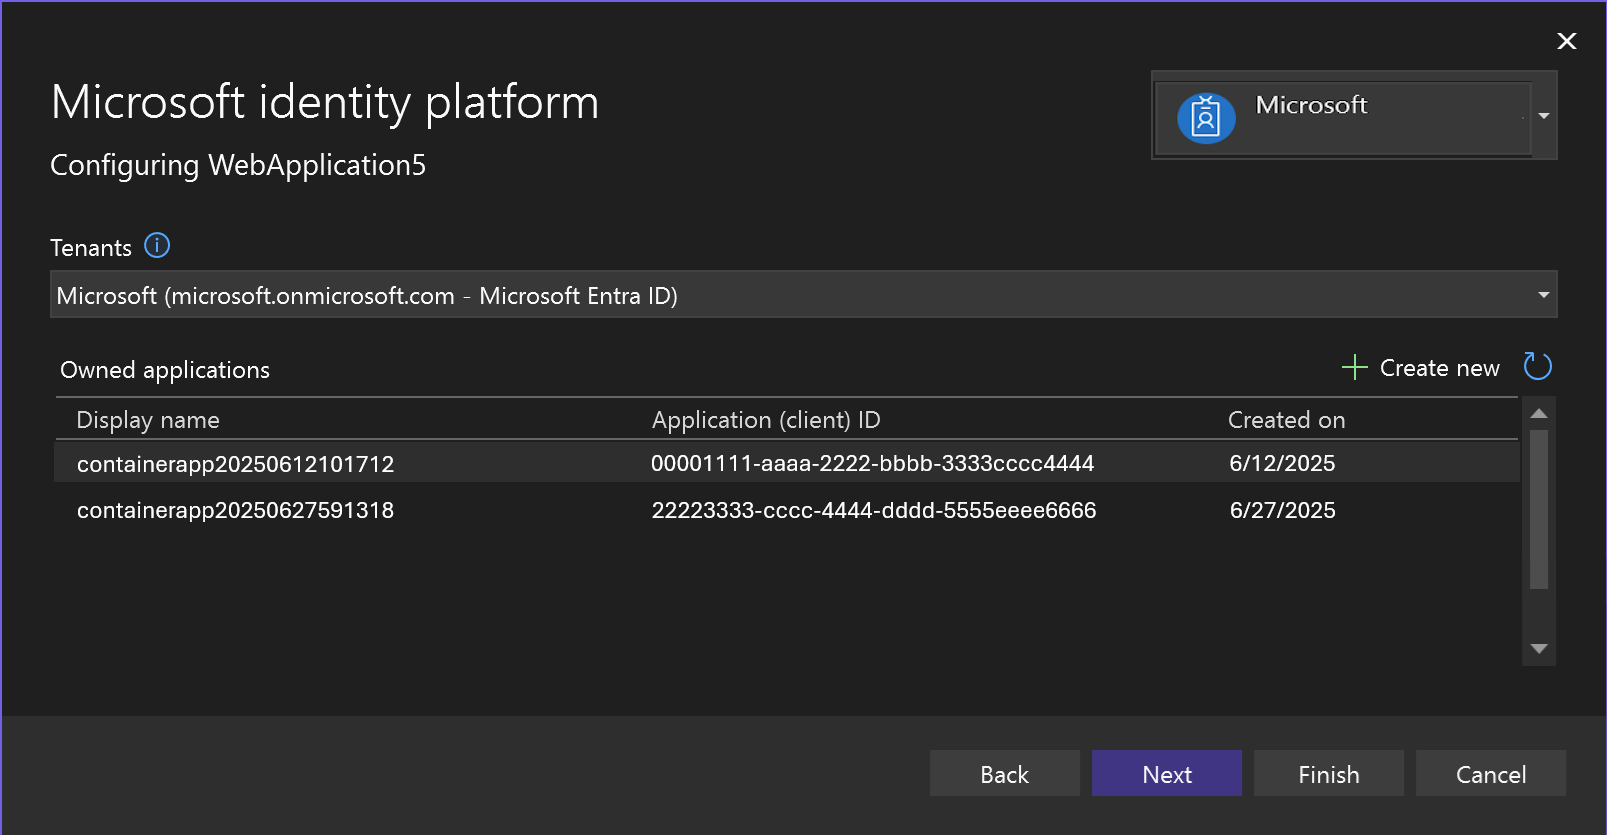 Microsoft identity platform
Microsoft
Configuring WebApplication5
Tenants
Microsoft (microsoft.onmicrosoft.com - Microsoft Entra ID)
Owned applications
Create new
Display name Application (client) ID Created on
containerapp20250612101712 00001111-aaaa-2222-bbbb-3333cccc4444 6/12/2025
containerapp20250627591318 22223333-cccc-4444-dddd-5555eeee6666 6/27/2025
Back Next Finish Cancel